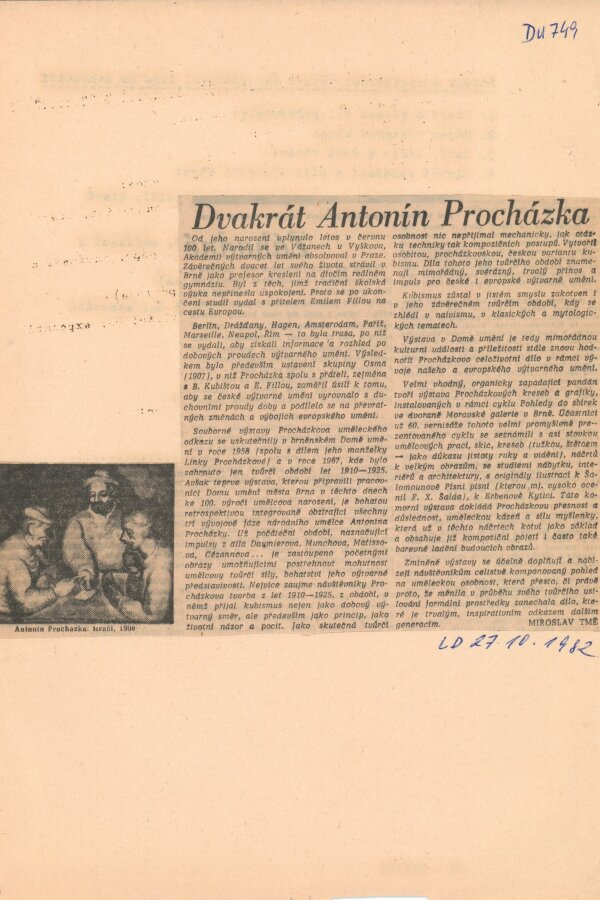 Du 749
Dvakrát Antonín Procházka
Od jeho narození uplynulo letos v červnu
100 let. Narodil se ve Vážanech u Vyškova,
Akademii výtvarných umění absolvoval v Praze.
Závěrečných dvacet let svého života strávil v
Brně jako profesor kreslení na dívčím reálném
gymnáziu. Byl z těch, jimž tradiční školská
výuka nepřinesla uspokojení. Proto se po ukon-
čení studií vydal s přítelem Emilem Fillou na
cestu Evropou.
Berlín, Drážďany, Hagen, Amsterodam, Paříž,
Marseille, Neapol, Řím — to byla trasa, po níž
se vydali, aby získali informace a rozhled po
dobových proudech výtvarného umění. Výsled-
kem bylo především ustavení skupiny Osma
(1907), v níž Procházka spolu s přáteli, zejména
s B. Kubištou a E. Fillou, zaměřil úsilí k tomu,
aby se české výtvarné umění vyrovnalo s du-
chovními proudy doby a podílelo se na převrat-
ných změnách a výbojích evropského umění.
Souborné výstavy Procházkova uměleckého
odkazu se uskutečnily v brněnském Domě umě-
ní v roce 1958 (spolu s dílem jeho manželky
Linky Procházkové) a v roce 1967, kde bylo
zahrnuto jen tvůrčí období let 1910—1925.
Avšak teprve výstava, kterou připravili pracov-
níci Domu umění města Brna v těchto dnech
ke 100. výročí umělcova narození, je bohatou
retrospektivou integrovaně obzírající všechny
tři vývojové fáze národního umělce Antonína
Procházky. Už počáteční období, naznačující
impulsy z díla Daumierova, Munchova, Matisso-
va, Cézannova... je zastoupeno početnými
obrazy umožňujícími postřehnout mohutnost
umělcovy tvůrčí síly, bohatství jeho výtvarné
představivosti. Nejvíce zaujme návštěvníky Pro-
cházkova tvorba z let 1910—1925, z období, v
němž přijal kubismus nejen jako dobový vý-
tvarný směr, ale především jako princip, jako
životní názor a pocit. Jako skutečná tvůrčí
osobnost nic nepřijímal mechanicky, jak otáz-
ku techniky tak kompozičních postupů. Vytvořil
osobitou, procházkovskou, českou variantu ku-
bismu. Díla tohoto jeho tvůrčího období zname-
nají mimořádný, svérázný, trvalý přínos a
impuls pro české i evropské výtvarné umění.
Kubismus zůstal v jistém smyslu zakotven i
v jeho závěrečném tvůrčím období, kdy se
zhlédl v naivismu, v klasických a mytologic-
kých tematech.
Výstava v Domě umění je tedy mimořádnou
kulturní událostí a příležitostí stále znovu hodnotit
Procházkovo celoživotní dílo v rámci vý-
voje našeho a evropského výtvarného umění.
Velmi vhodný, organicky zapadající pandán
tvoří výstava Procházkových kreseb a grafiky,
instalovaných v rámci cyklu Pohledy do sbírek
ve dvoraně Moravské galerie v Brně. Účastníci
už 60. vernisáže tohoto velmi promyšleně pre-
zentovaného cyklu se seznámili s asi stovkou
uměleckých prací, skic, kreseb (tužkou, štětcem
— jako důkazu jistoty ruky a vidění), náčrtů
k velkým obrazům, se studiemi nábytku, inte-
riérů a architektury, s originály ilustrací k Ša-
lomounově Písni písní (kterou mj. vysoko oce-
nil F. X. Šalda), k Erbenově Kytici. Tato ko-
morní výstava dokládá Procházkovu přesnost a
důslednost, uměleckou kázeň a sílu myšlenky,
která už v těchto náčrtech kotví jako základ
a obsahuje již kompoziční pojetí i často také
barevné ladění budoucích obrazů.
Zmíněné výstavy se účelně doplňují a nabí-
zejí návštěvníkům celistvě komponovaný pohled
na uměleckou osobnost, která přesto, či právě
proto, že měnila v průběhu svého tvůrčího usi-
lování formální prostředky zanechala dílo, kte-
ré je trvalým, inspirativním odkazem dalším
generacím.
MIROSLAV TMÉ
Antonín Procházka: Hráči, 1908
LD 27. 10. 1982